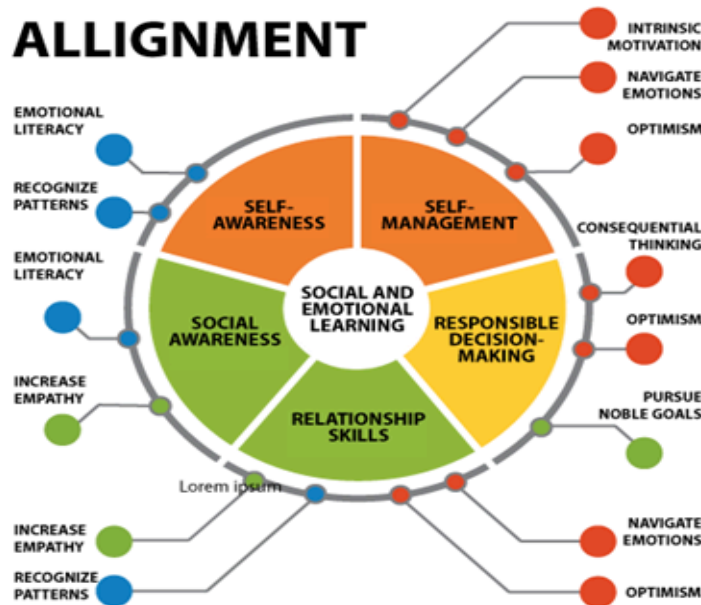 ALLIGNMENT
INTRINSIC
MOTIVATION
NAVIGATE
EMOTIONS
OPTIMISM
EMOTIONAL
LITERACY
RECOGNIZE
PATTERNS
SELF-
AWARENESS
SELF-
MANAGEMENT
CONSEQUENTIAL
THINKING
EMOTIONAL
LITERACY
SOCIAL AND
EMOTIONAL
LEARNING
SOCIAL
AWARENESS
RESPONSIBLE
DECISION-
MAKING
OPTIMISM
INCREASE
EMPATHY
PURSUE
NOBLE GOALS
RELATIONSHIP
SKILLS
Lorem ipsum
INCREASE
EMPATHY
NAVIGATE
EMOTIONS
RECOGNIZE
PATTERNS
OPTIMISM